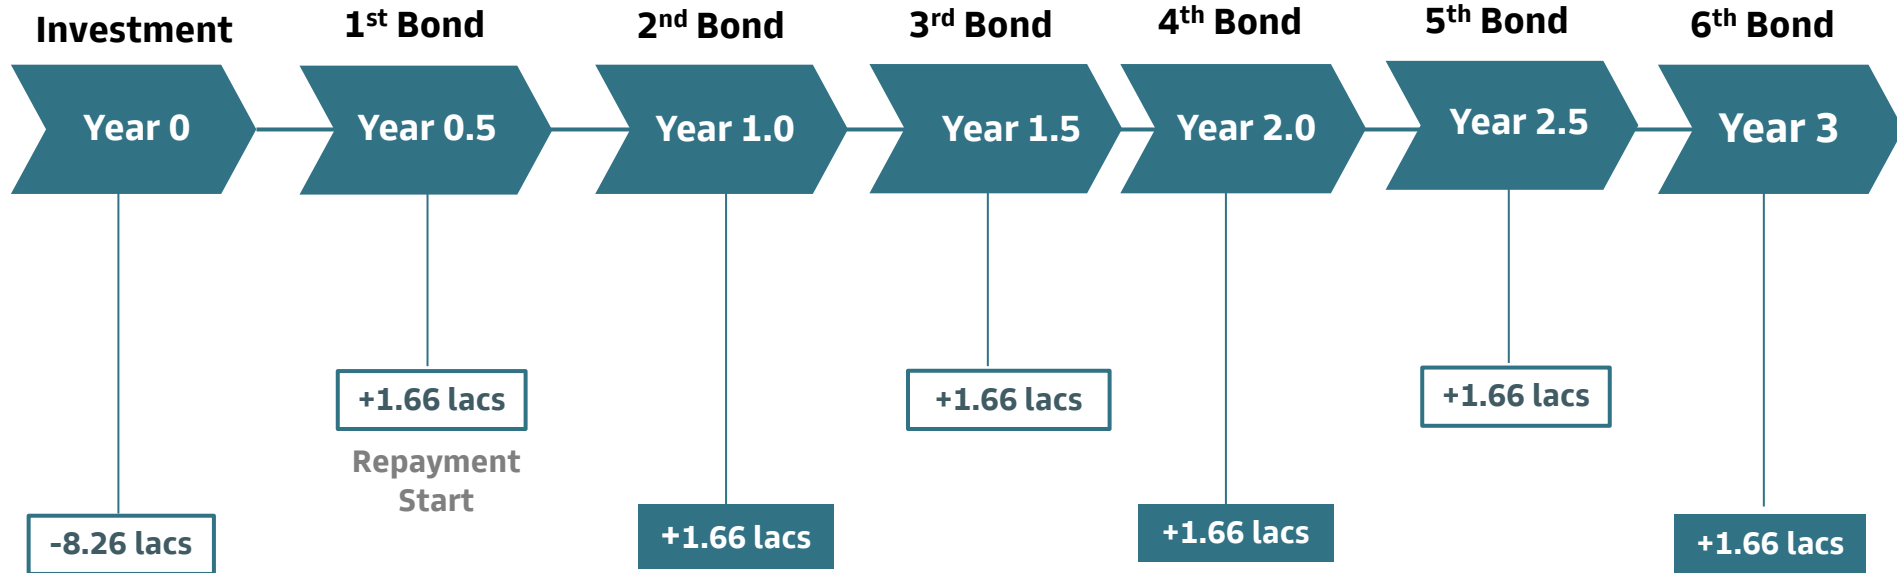 Investment
1st Bond
2nd Bond
3rd Bond
4th Bond
5th Bond
6th Bond
Year 0
Year 0.5
Year 1.0
Year 1.5
Year 2.0
Year 2.5
Year 3
+1.66 lacs
+1.66 lacs
+1.66 lacs
Repayment
Start
-8.26 lacs
+1.66 lacs
+1.66 lacs
+1.66 lacs